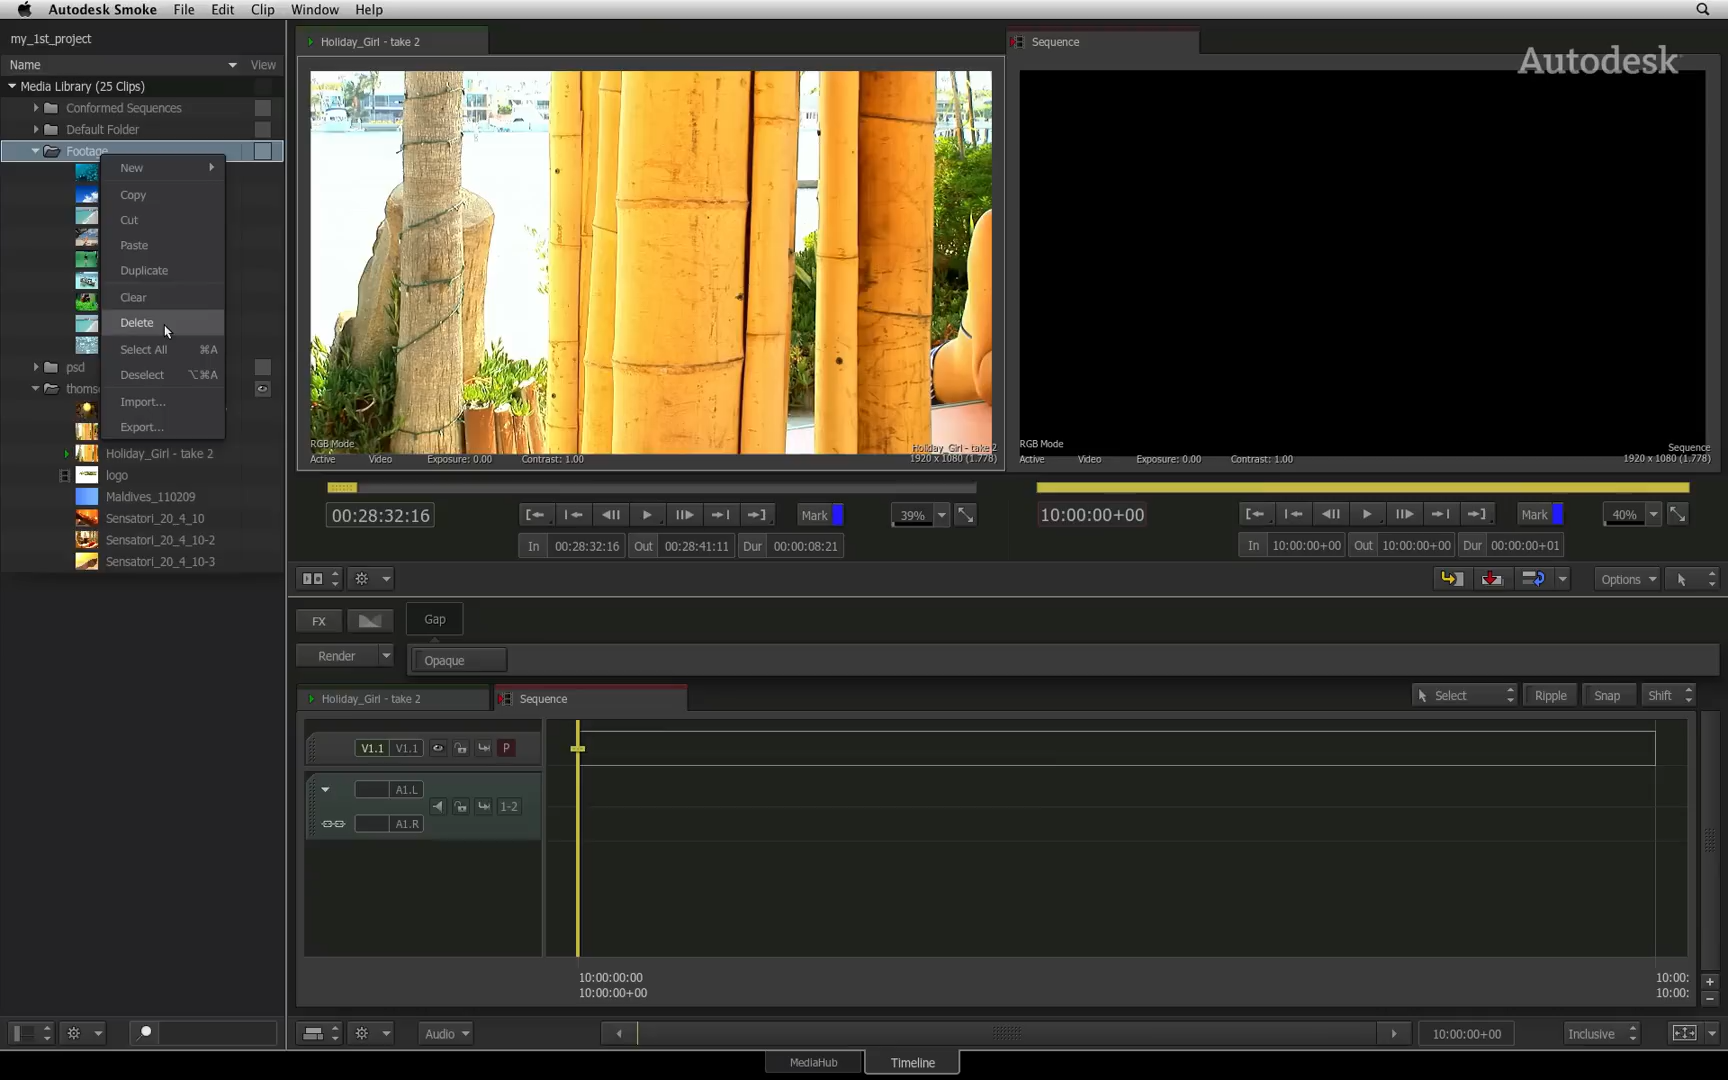 Autodesk Smoke File Edit Clip Window Help
my_1st_project
Name View
Media Library (25 Clips)
Conformed Sequences
Default Folder
Footage
New
Copy
Cut
Paste
Duplicate
Clear
Delete
Select All ⌘A
Deselect ⌥⌘A
Import...
Export...
psd
Holiday_Girl - take 2
logo
Maldives_110209
Sensatori_20_4_10
Sensatori_20_4_10-2
Sensatori_20_4_10-3
Holiday_Girl - take 2
Sequence
Autodesk
RGB Mode Holiday_Girl - take 2
Active Video Exposure: 0.00 Contrast: 1.00 1920 x 1080 (1.778)
RGB Mode Sequence
Active Video Exposure: 0.00 Contrast: 1.00 1920 x 1080 (1.778)
00:28:32:16 Mark 39%
In 00:28:32:16 Out 00:28:41:11 Dur 00:00:08:21
10:00:00+00 Mark 40%
In 10:00:00+00 Out 10:00:00+00 Dur 00:00:00+01
Options
FX Gap
Render Opaque
Holiday_Girl - take 2 Sequence Select Ripple Snap Shift
V1.1 V1.1 P
A1.L
1-2
A1.R
10:00:00:00 10:00:
10:00:00+00 10:00:
Audio 10:00:00+00 Inclusive
MediaHub Timeline